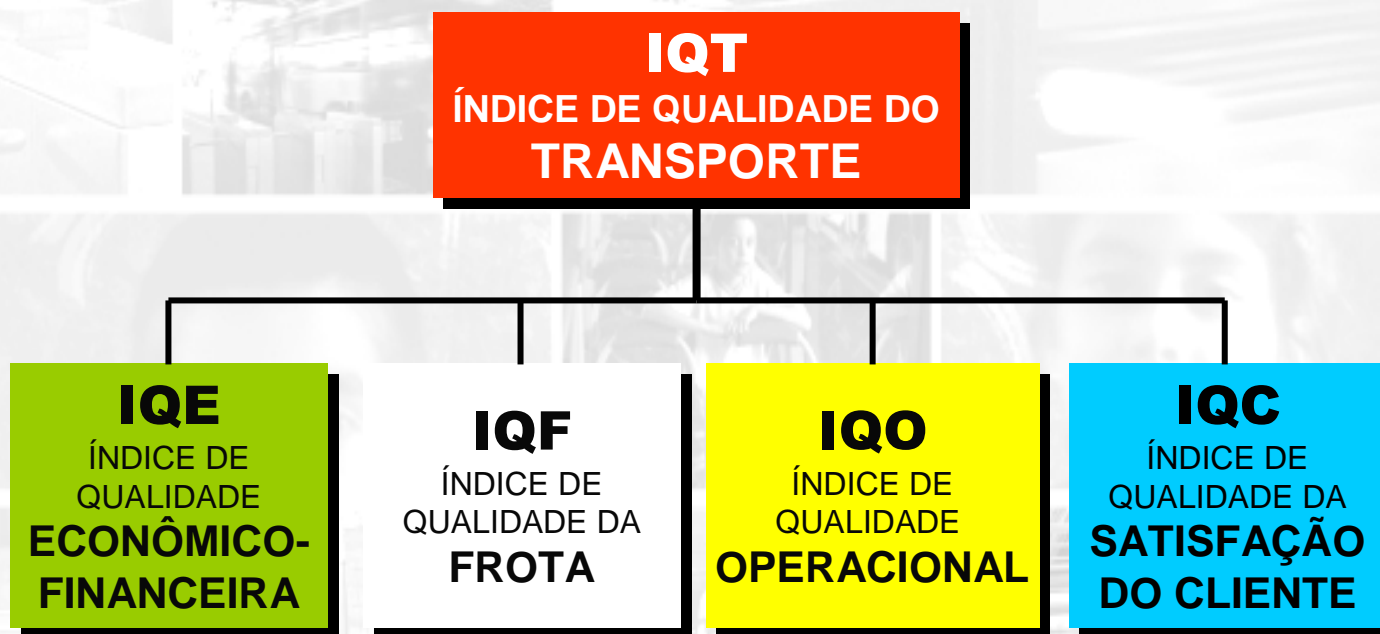 IQT
ÍNDICE DE QUALIDADE DO
TRANSPORTE
IQE
ÍNDICE DE
QUALIDADE
ECONÔMICO-
FINANCEIRA
IQF
ÍNDICE DE
QUALIDADE DA
FROTA
IQO
ÍNDICE DE
QUALIDADE
OPERACIONAL
IQC
ÍNDICE DE
QUALIDADE DA
SATISFAÇÃO
DO CLIENTE